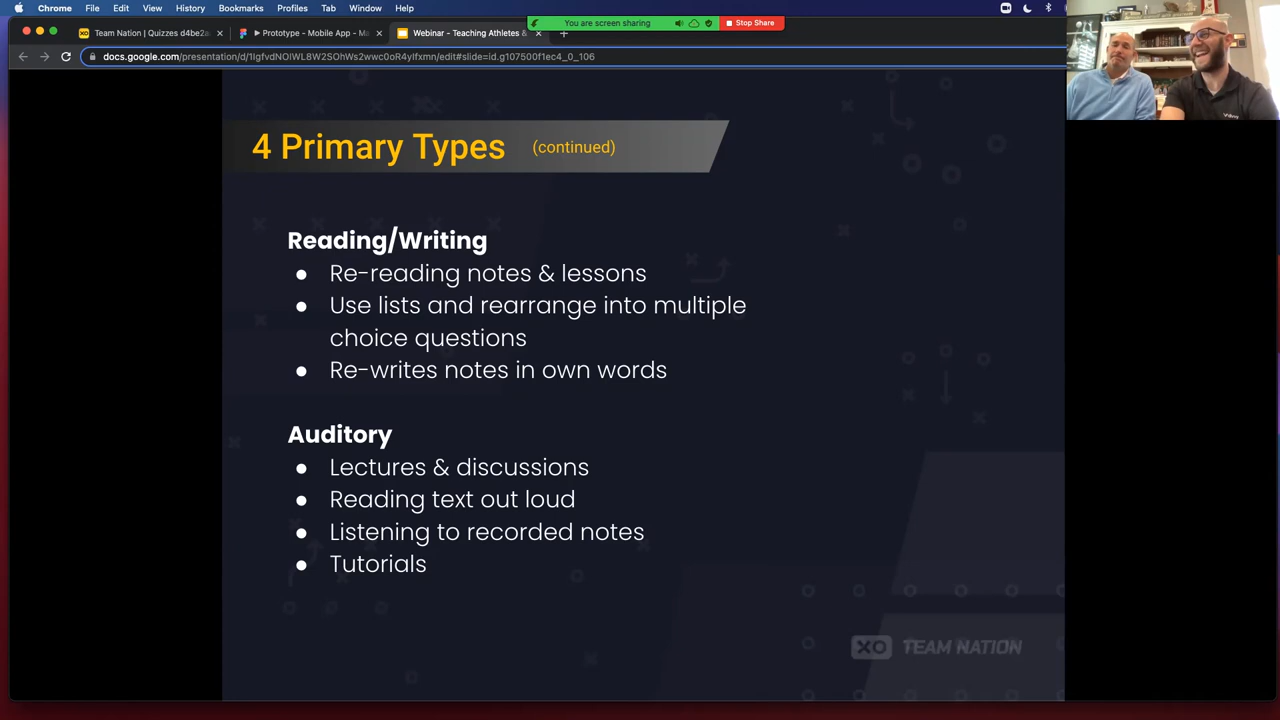 Chrome File Edit View History Bookmarks Profiles Tab Window Help
You are screen sharing Stop Share
Team Nation | Quizzes d4be2a
Prototype - Mobile App - Ma
Webinar - Teaching Athletes &
docs.google.com/presentation/d/1IgfvdNOIWL8W2SOhWs2wwc0oR4yIfxmn/edit#slide=id.g107500f1ec4_0_106
4 Primary Types (continued)
Reading/Writing
● Re-reading notes & lessons
● Use lists and rearrange into multiple
choice questions
● Re-writes notes in own words
Auditory
● Lectures & discussions
● Reading text out loud
● Listening to recorded notes
● Tutorials
XO TEAM NATION